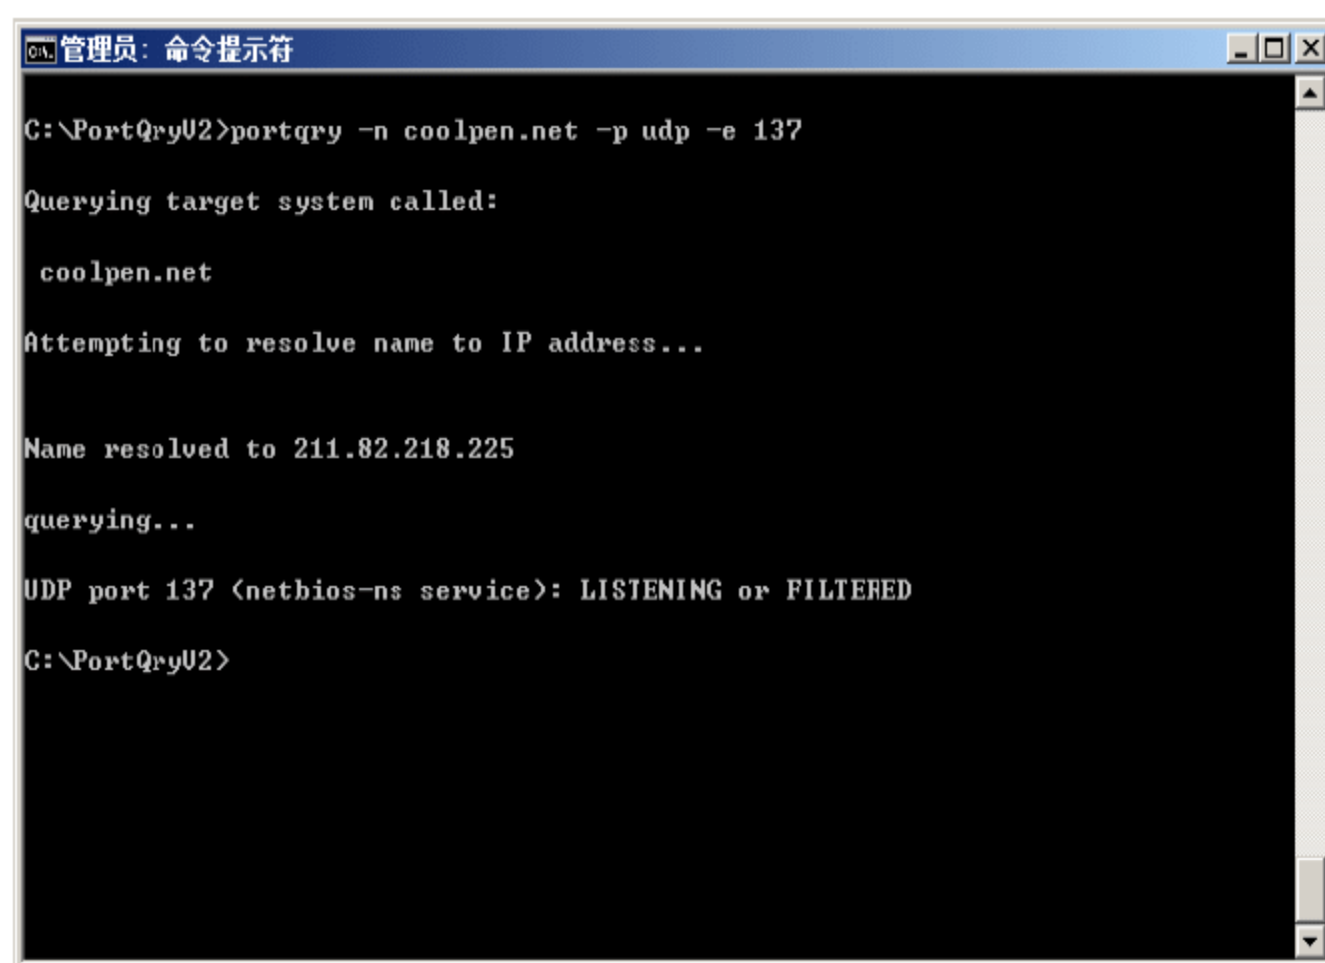 管理员：命令提示符
C:\PortQryV2>portqry -n coolpen.net -p udp -e 137
Querying target system called:
coolpen.net
Attempting to resolve name to IP address...
Name resolved to 211.82.218.225
querying...
UDP port 137 (netbios-ns service): LISTENING or FILTERED
C:\PortQryV2>